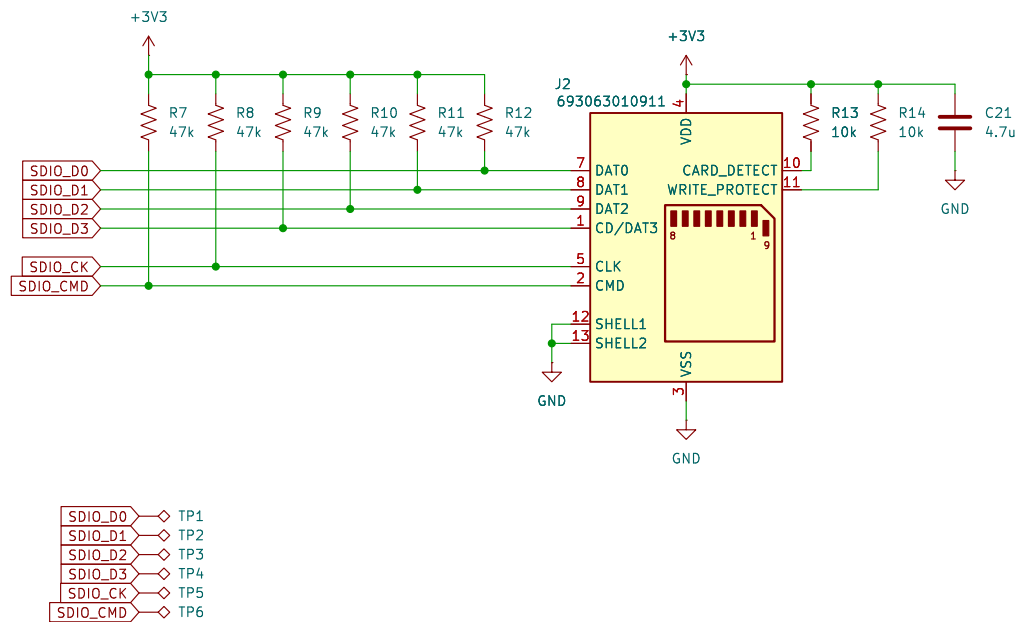 +3V3
+3V3
J2
693063010911
R7
47k
R8
47k
R9
47k
R10
47k
R11
47k
R12
47k
R13
10k
R14
10k
C21
4.7u
4
VDD
SDIO_D0
7
DAT0
CARD_DETECT
10
SDIO_D1
8
DAT1
WRITE_PROTECT
11
SDIO_D2
9
DAT2
SDIO_D3
1
CD/DAT3
8
1
9
GND
SDIO_CK
5
CLK
SDIO_CMD
2
CMD
12
SHELL1
13
SHELL2
VSS
3
GND
GND
SDIO_D0
TP1
SDIO_D1
TP2
SDIO_D2
TP3
SDIO_D3
TP4
SDIO_CK
TP5
SDIO_CMD
TP6